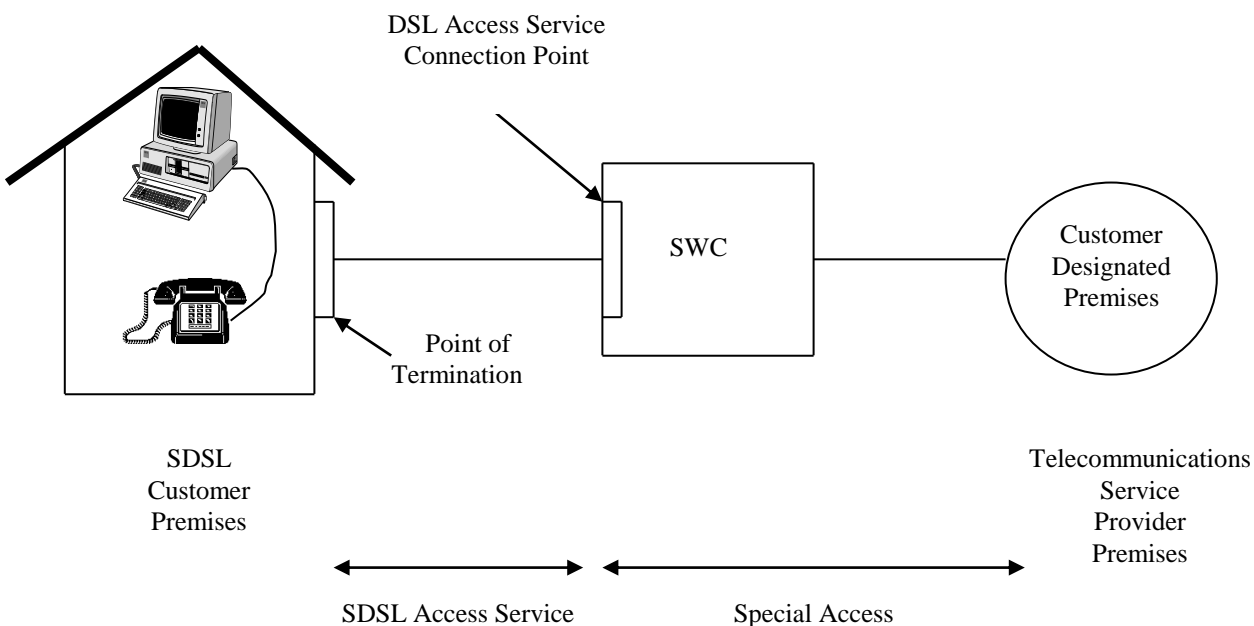 DSL Access Service
Connection Point
SWC
Customer
Designated
Premises
Point of
Termination
SDSL
Customer
Premises
Telecommunications
Service
Provider
Premises
SDSL Access Service
Special Access